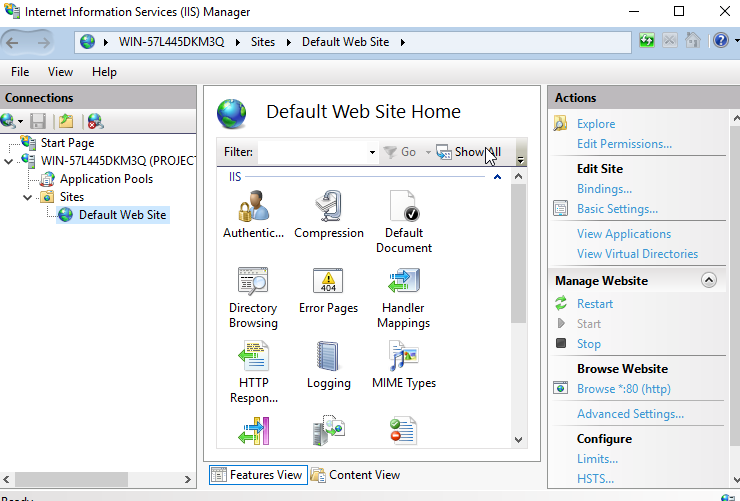 Internet Information Services (IIS) Manager
WIN-57L445DKM3Q
Sites
Default Web Site
File
View
Help
Connections
Start Page
WIN-57L445DKM3Q (PROJECT
Application Pools
Sites
Default Web Site
Default Web Site Home
Filter:
Go
Show All
IIS
Authentic...
Compression
Default
Document
Directory
Browsing
Error Pages
404
Handler
Mappings
HTTP
Respon...
Logging
MIME Types
Features View
Content View
Actions
Explore
Edit Permissions...
Edit Site
Bindings...
Basic Settings...
View Applications
View Virtual Directories
Manage Website
Restart
Start
Stop
Browse Website
Browse *:80 (http)
Advanced Settings...
Configure
Limits...
HSTS...
Ready